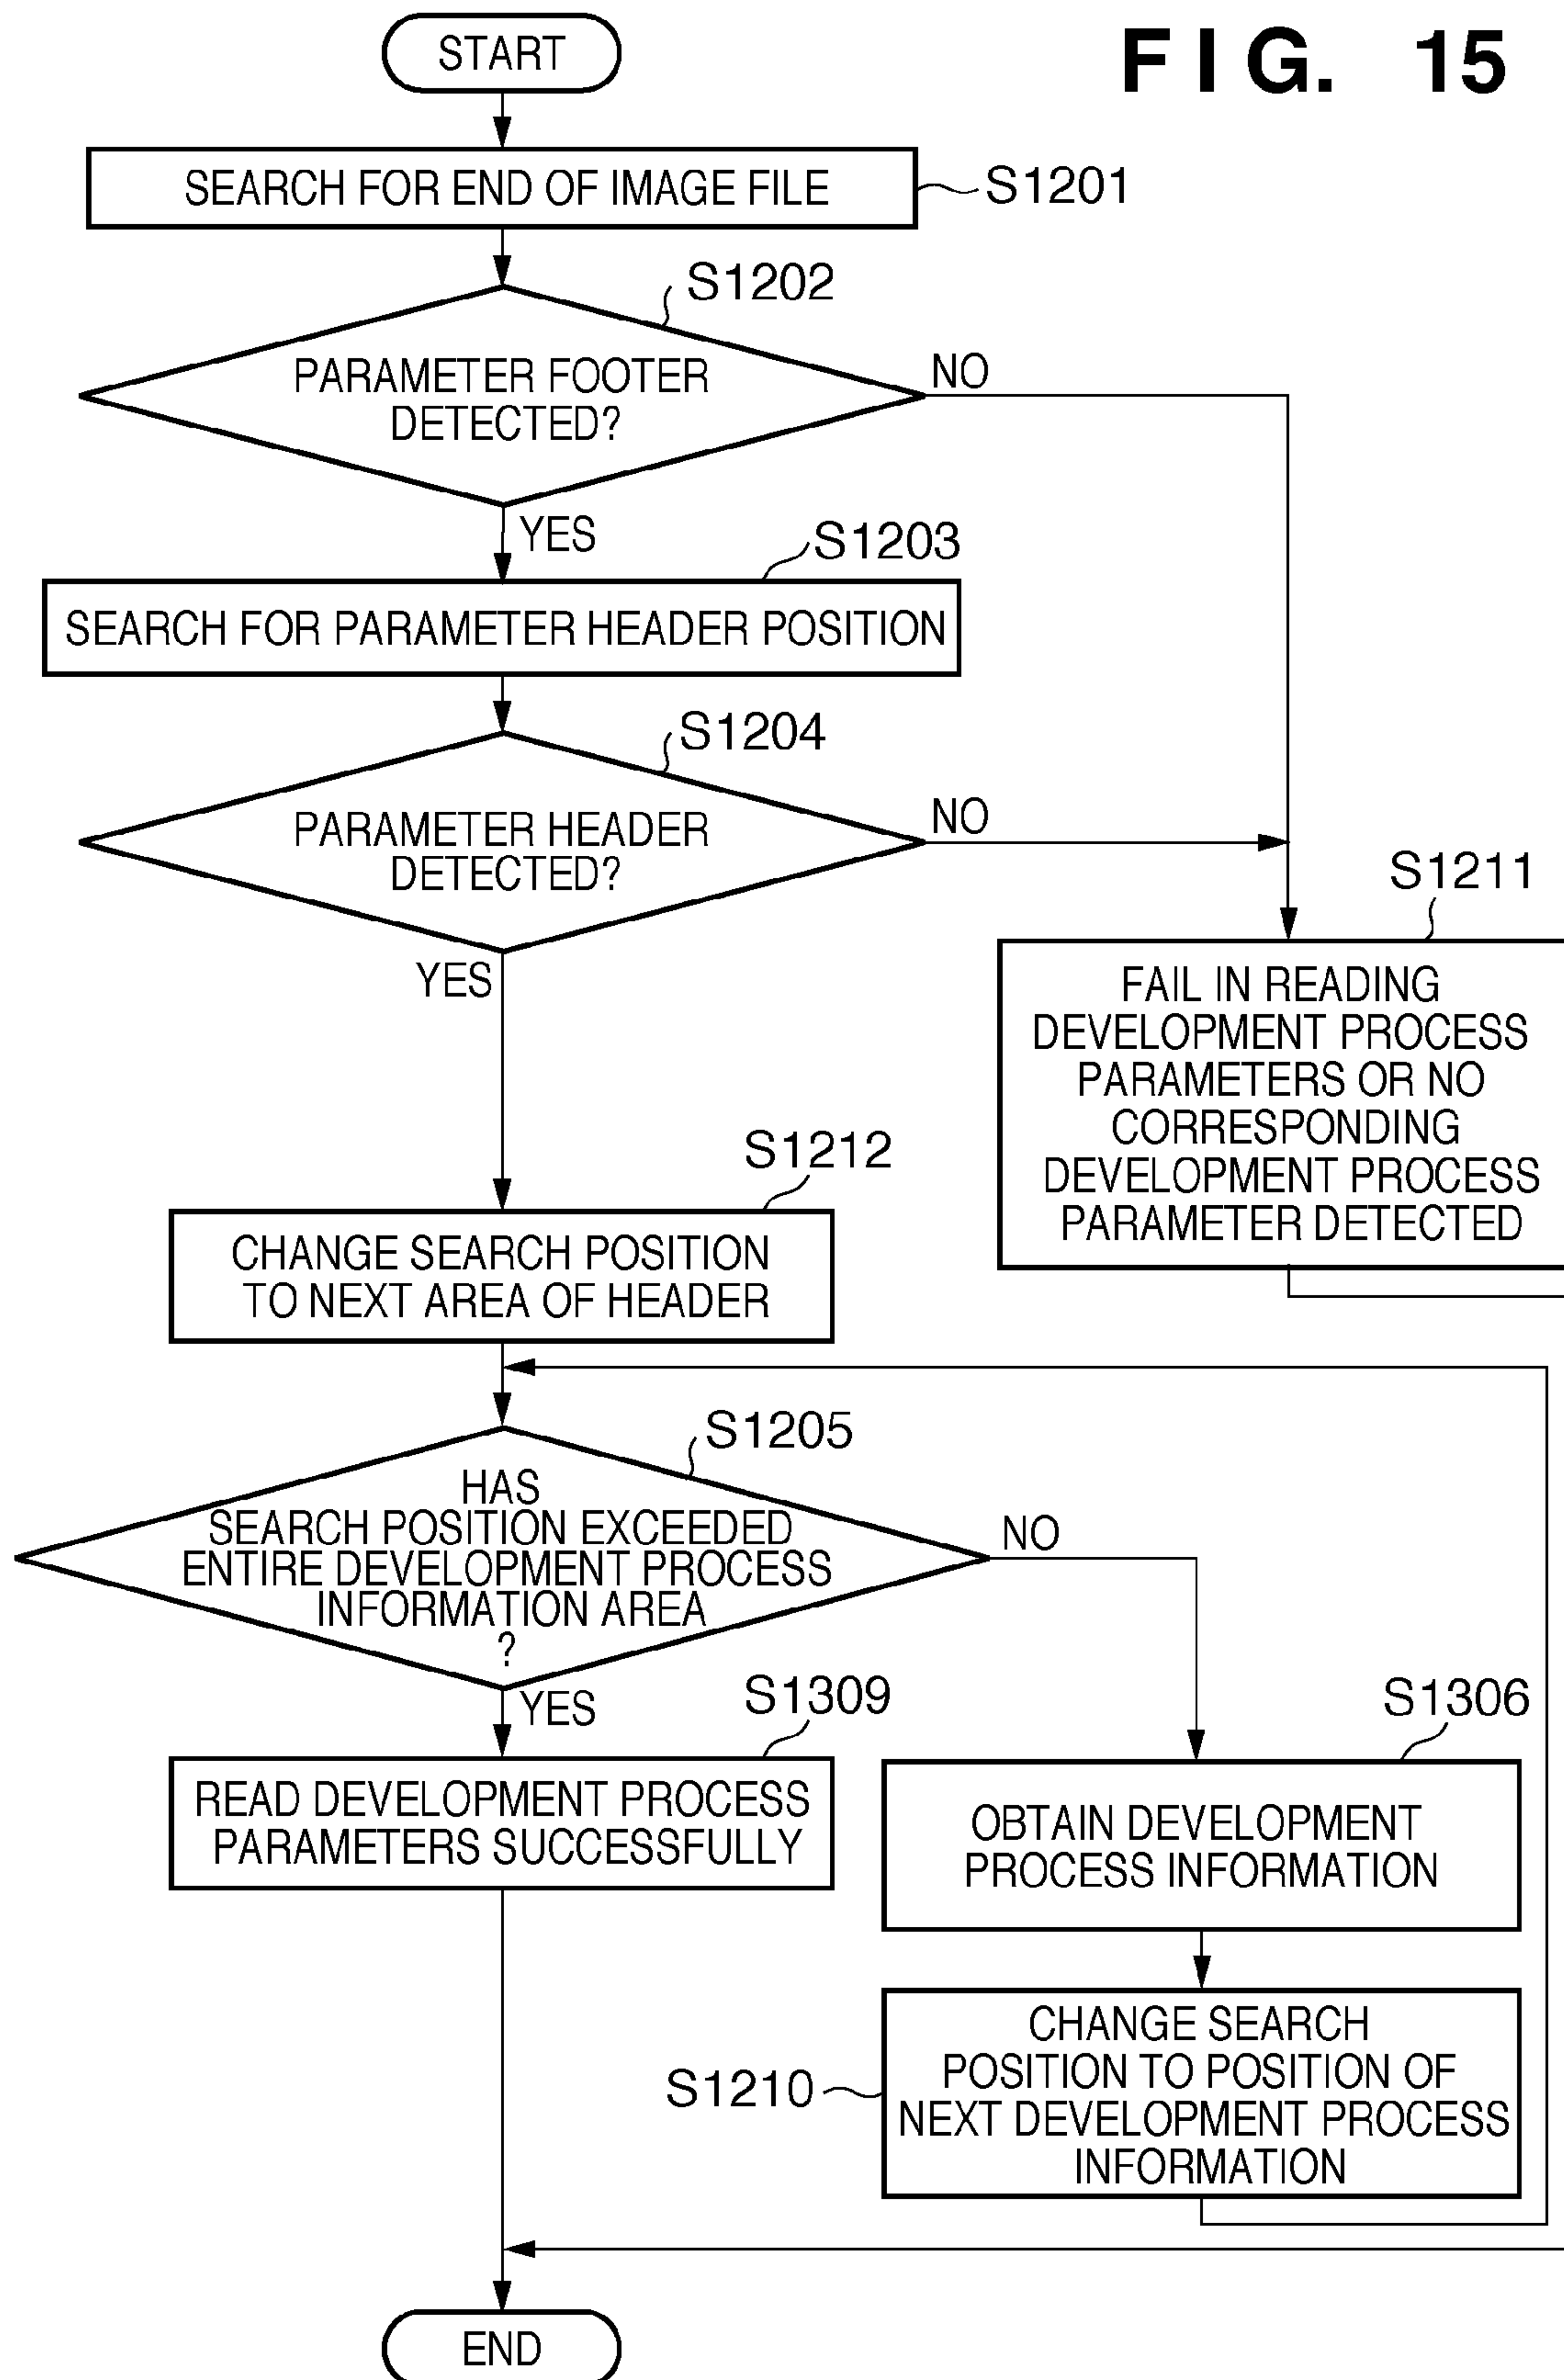 FIG. 15
START
SEARCH FOR END OF IMAGE FILE
S1201
S1202
PARAMETER FOOTER
DETECTED?
NO
YES
S1203
SEARCH FOR PARAMETER HEADER POSITION
S1204
PARAMETER HEADER
DETECTED?
NO
YES
S1211
FAIL IN READING
DEVELOPMENT PROCESS
PARAMETERS OR NO
CORRESPONDING
DEVELOPMENT PROCESS
PARAMETER DETECTED
S1212
CHANGE SEARCH POSITION
TO NEXT AREA OF HEADER
S1205
HAS
SEARCH POSITION EXCEEDED
ENTIRE DEVELOPMENT PROCESS
INFORMATION AREA
?
NO
YES
S1309
READ DEVELOPMENT PROCESS
PARAMETERS SUCCESSFULLY
S1306
OBTAIN DEVELOPMENT
PROCESS INFORMATION
S1210
CHANGE SEARCH
POSITION TO POSITION OF
NEXT DEVELOPMENT PROCESS
INFORMATION
END